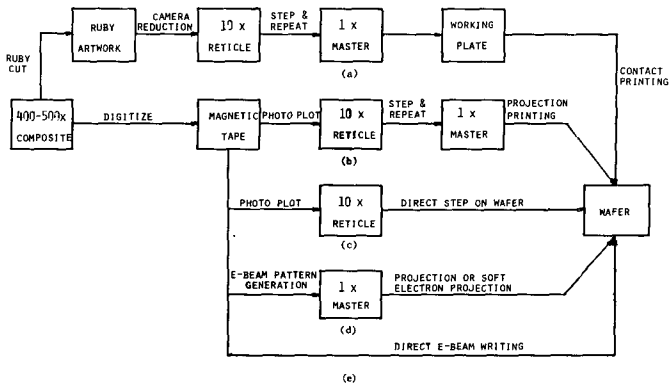 RUBY
CUT
RUBY
ARTWORK
CAMERA
REDUCTION
10 x
RETICLE
STEP &
REPEAT
1 x
MASTER
WORKING
PLATE
(a)
CONTACT
PRINTING
400-500x
COMPOSITE
DIGITIZE
MAGNETIC
TAPE
PHOTO PLOT
10 x
RETICLE
STEP &
REPEAT
1 x
MASTER
PROJECTION
PRINTING
(b)
PHOTO PLOT
10 x
RETICLE
DIRECT STEP ON WAFER
WAFER
(c)
E-BEAM PATTERN
GENERATION
1 x
MASTER
PROJECTION OR SOFT
ELECTRON PROJECTION
(d)
DIRECT E-BEAM WRITING
(e)